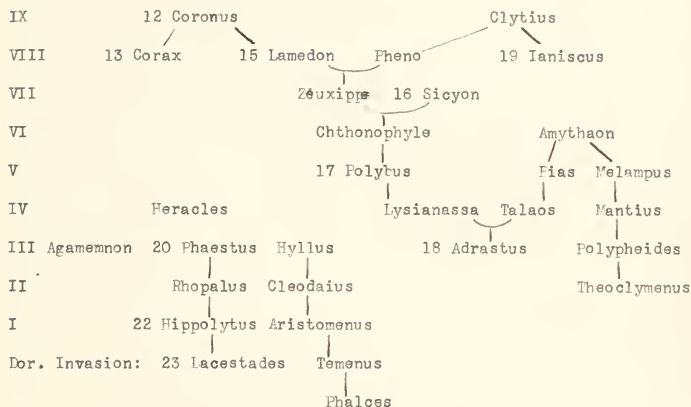 IX 12 Coronus Clytius
VIII 13 Corax 15 Lamedon Pheno 19 Ianiscus
VII Zeuxippe 16 Sicyon
VI Chthonophyle Amythaon
V 17 Polybus Bias Melampus
IV Heracles Lysianassa Talaos Mantius
III Agamemnon 20 Phaestus Hyllus 18 Adrastus Polypheides
II Rhopalus Cleodaius Theoclymenus
I 22 Hippolytus Aristomenus
Dor. Invasion: 23 Lacestades Temenus
Phalces